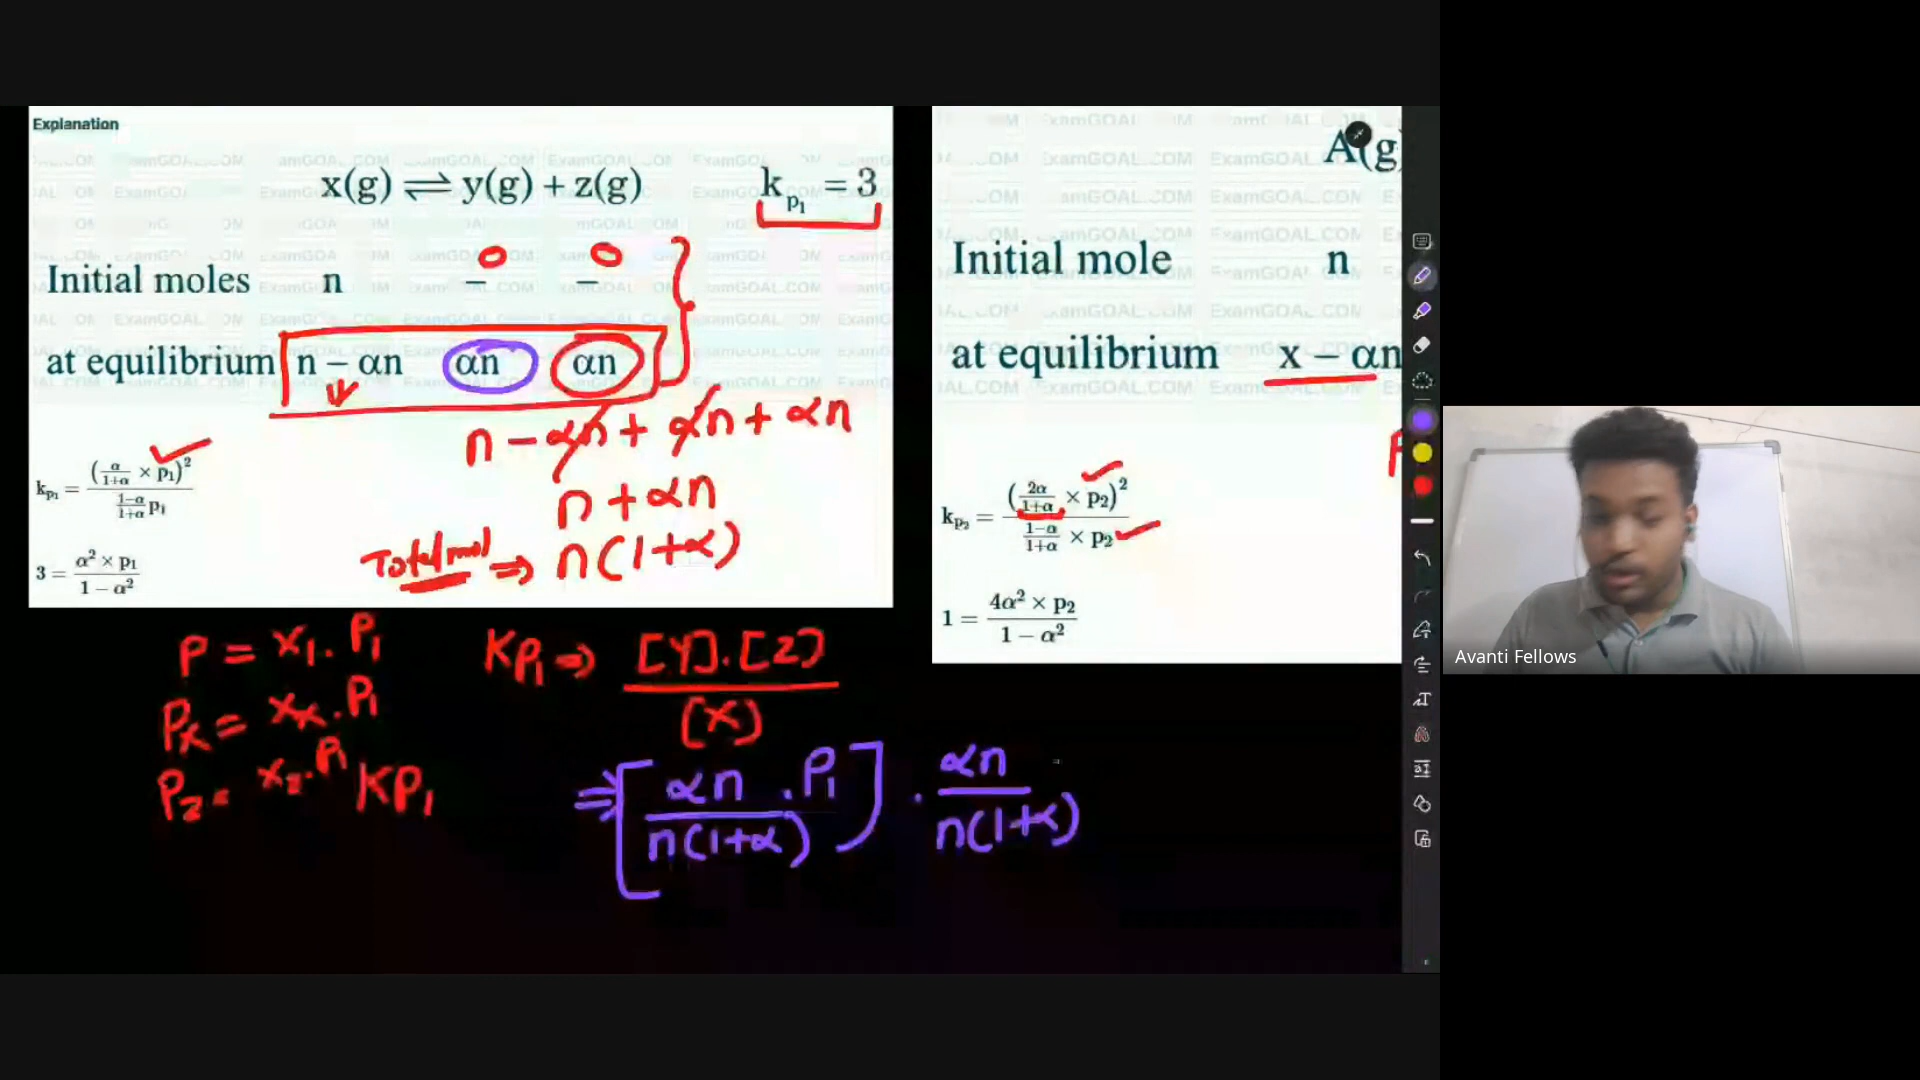 Explanation
x(g) ⇌ y(g) + z(g)    k_p₁ = 3
0    0
Initial moles    n    –    –
at equilibrium    n – αn    αn    αn
n – αn + αn + αn
n + αn
Total mol ⇒ n(1+α)
k_p₁ = (α/(1+α) × p₁)² / ((1–α)/(1+α) p₁)
3 = (α² × p₁)/(1 – α²)
P = x₁ . P₁
Pₓ = xₓ . P₁
P_z = x_z . P₁
KP₁
KP₁ ⇒ [Y].[Z] / [X]
⇒ [αn/n(1+α) . P₁] . αn/n(1+α)
A(g)
Initial mole    n
at equilibrium    x – αn
k_p₂ = (2α/(1+α) × p₂)² / ((1–α)/(1+α) × p₂)
1 = (4α² × p₂)/(1 – α²)
Avanti Fellows